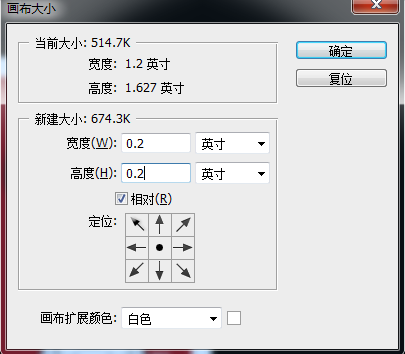 画布大小
当前大小: 514.7K
宽度: 1.2 英寸
高度: 1.627 英寸
确定
复位
新建大小: 674.3K
宽度(W): 0.2 英寸
高度(H): 0.2 英寸
相对(R)
定位:
画布扩展颜色: 白色